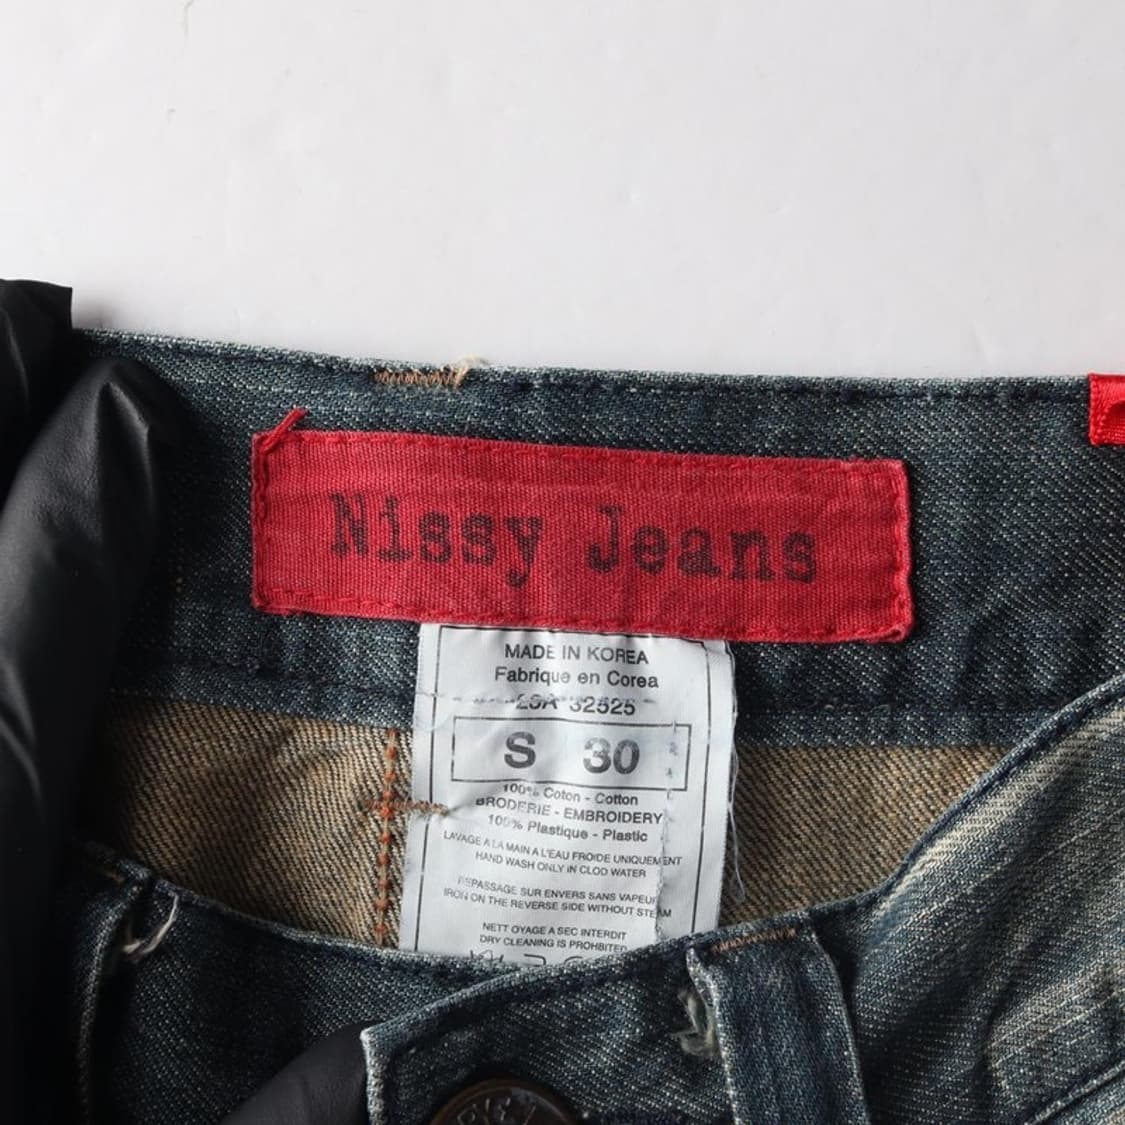 Nissy Jeans
MADE IN KOREA
Fabrique en Corea
32525
S 30
100% Coton - Cotton
BRODERIE - EMBROIDERY
100% Plastique - Plastic
LAVAGE A LA MAIN A L'EAU FROIDE UNIQUEMENT
HAND WASH ONLY IN CLOD WATER
REPASSAGE SUR ENVERS SANS VAPEUR
IRON ON THE REVERSE SIDE WITHOUT STEAM
NETT OYAGE A SEC INTERDIT
DRY CLEANING IS PROHIBITED